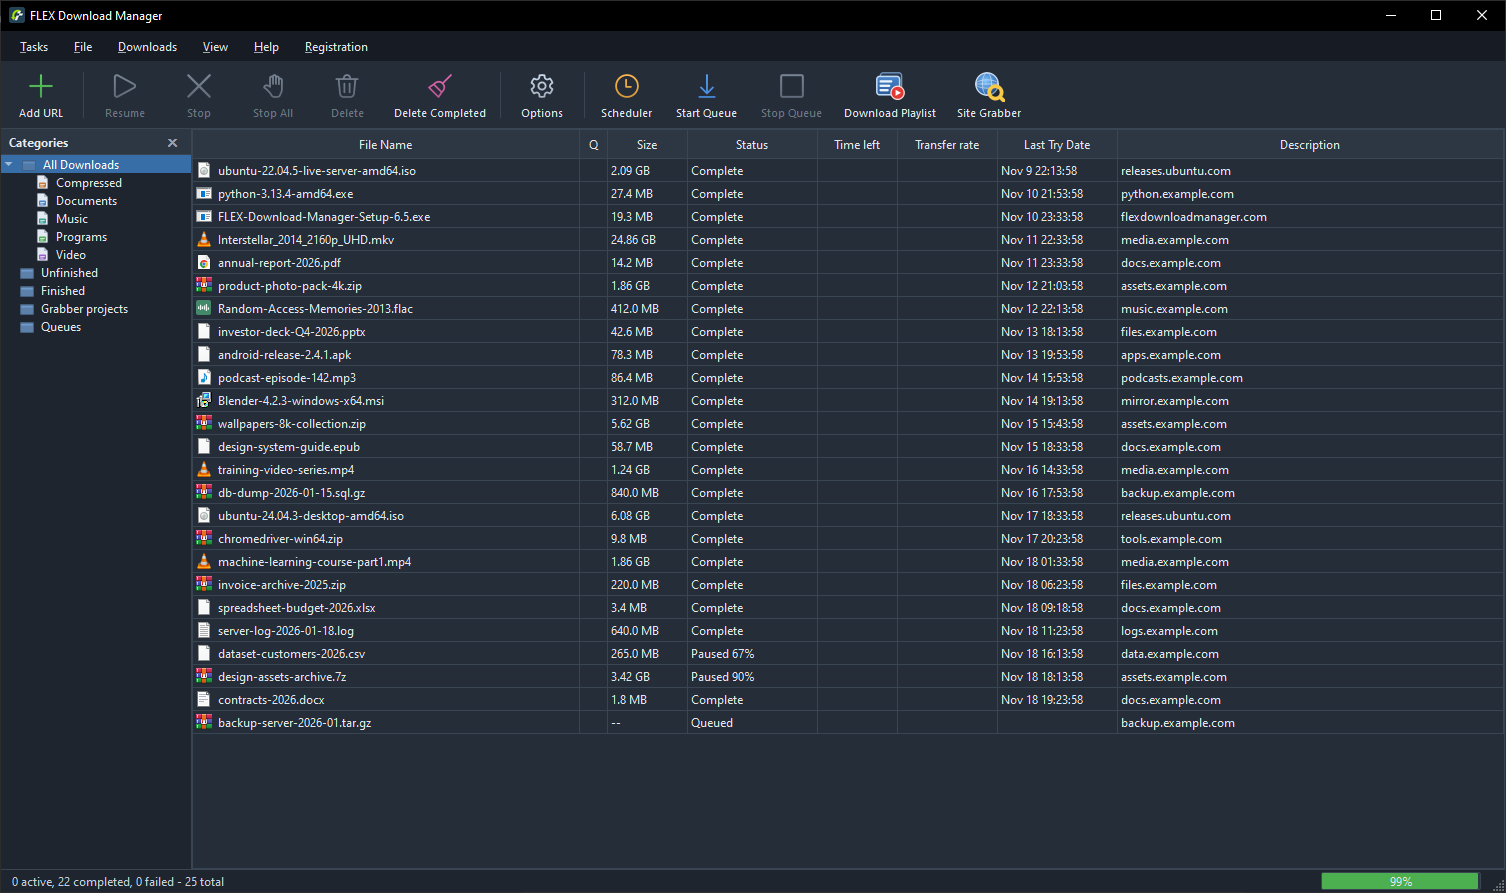 FLEX Download Manager
Tasks File Downloads View Help Registration
Add URL Resume Stop Stop All Delete Delete Completed Options Scheduler Start Queue Stop Queue Download Playlist Site Grabber
Categories
All Downloads
Compressed
Documents
Music
Programs
Video
Unfinished
Finished
Grabber projects
Queues
File Name Q Size Status Time left Transfer rate Last Try Date Description
ubuntu-22.04.5-live-server-amd64.iso 2.09 GB Complete Nov 9 22:13:58 releases.ubuntu.com
python-3.13.4-amd64.exe 27.4 MB Complete Nov 10 21:53:58 python.example.com
FLEX-Download-Manager-Setup-6.5.exe 19.3 MB Complete Nov 10 23:33:58 flexdownloadmanager.com
Interstellar_2014_2160p_UHD.mkv 24.86 GB Complete Nov 11 22:33:58 media.example.com
annual-report-2026.pdf 14.2 MB Complete Nov 11 23:33:58 docs.example.com
product-photo-pack-4k.zip 1.86 GB Complete Nov 12 21:03:58 assets.example.com
Random-Access-Memories-2013.flac 412.0 MB Complete Nov 12 22:13:58 music.example.com
investor-deck-Q4-2026.pptx 42.6 MB Complete Nov 13 18:13:58 files.example.com
android-release-2.4.1.apk 78.3 MB Complete Nov 13 19:53:58 apps.example.com
podcast-episode-142.mp3 86.4 MB Complete Nov 14 15:53:58 podcasts.example.com
Blender-4.2.3-windows-x64.msi 312.0 MB Complete Nov 14 19:13:58 mirror.example.com
wallpapers-8k-collection.zip 5.62 GB Complete Nov 15 15:43:58 assets.example.com
design-system-guide.epub 58.7 MB Complete Nov 15 18:33:58 docs.example.com
training-video-series.mp4 1.24 GB Complete Nov 16 14:33:58 media.example.com
db-dump-2026-01-15.sql.gz 840.0 MB Complete Nov 16 17:53:58 backup.example.com
ubuntu-24.04.3-desktop-amd64.iso 6.08 GB Complete Nov 17 18:33:58 releases.ubuntu.com
chromedriver-win64.zip 9.8 MB Complete Nov 17 20:23:58 tools.example.com
machine-learning-course-part1.mp4 1.86 GB Complete Nov 18 01:33:58 media.example.com
invoice-archive-2025.zip 220.0 MB Complete Nov 18 06:23:58 files.example.com
spreadsheet-budget-2026.xlsx 3.4 MB Complete Nov 18 09:18:58 docs.example.com
server-log-2026-01-18.log 640.0 MB Complete Nov 18 11:23:58 logs.example.com
dataset-customers-2026.csv 265.0 MB Paused 67% Nov 18 16:13:58 data.example.com
design-assets-archive.7z 3.42 GB Paused 90% Nov 18 18:13:58 assets.example.com
contracts-2026.docx 1.8 MB Complete Nov 18 19:23:58 docs.example.com
backup-server-2026-01.tar.gz -- Queued backup.example.com
0 active, 22 completed, 0 failed - 25 total 99%